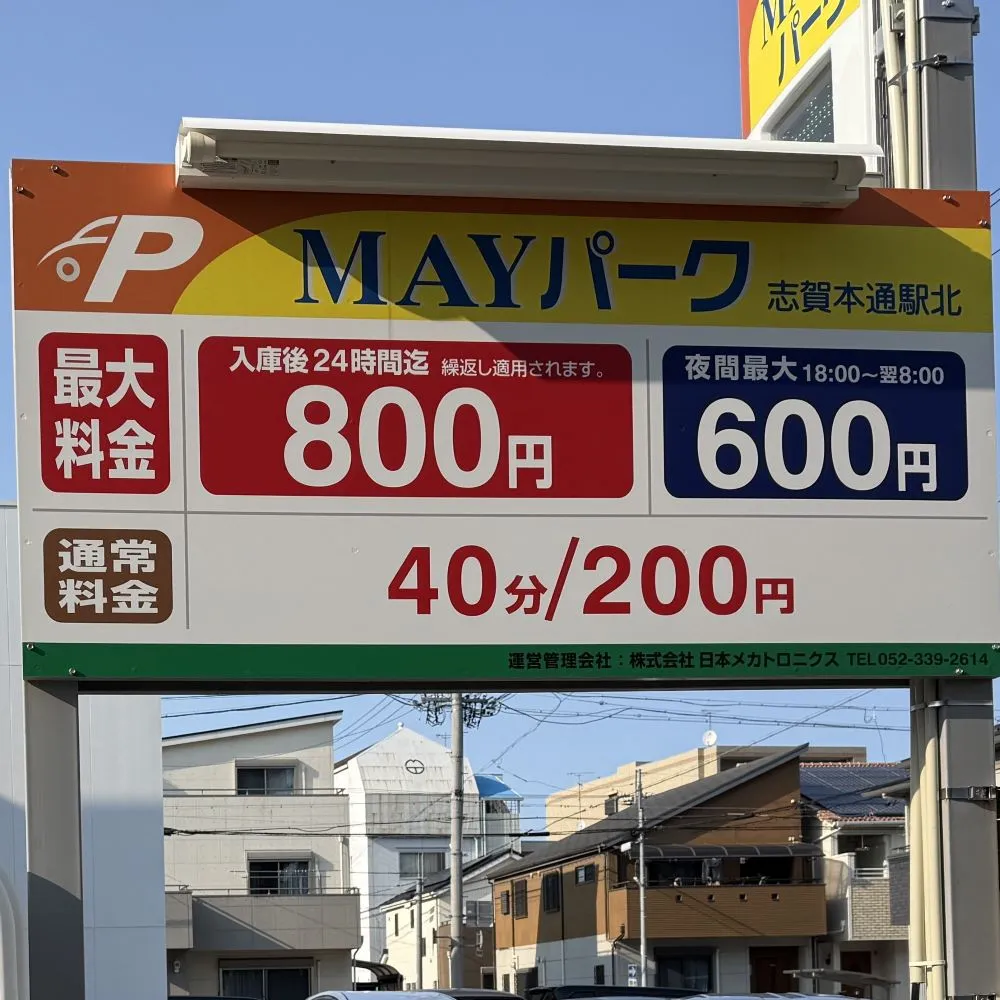 MAY
パーク
P
MAYパーク 志賀本通駅北
最大
料金
入庫後24時間迄 繰返し適用されます。
800円
夜間最大 18:00～翌8:00
600円
通常
料金
40分/200円
運営管理会社：株式会社 日本メカトロニクス TEL052-339-2614